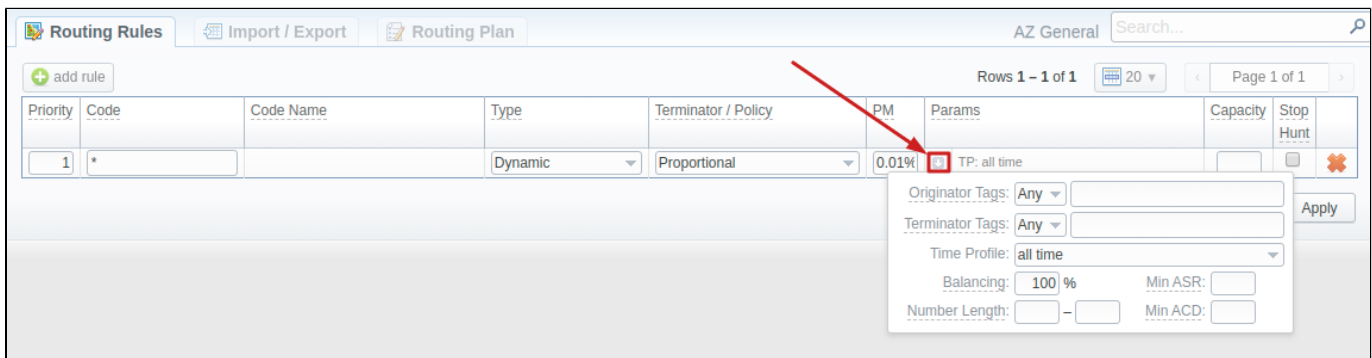 Routing Rules Import / Export Routing Plan AZ General Search...
add rule Rows 1 – 1 of 1 20 Page 1 of 1
Priority Code Code Name Type Terminator / Policy PM Params Capacity Stop Hunt
1 * Dynamic Proportional 0.01% TP: all time
Originator Tags: Any
Apply
Terminator Tags: Any
Time Profile: all time
Balancing: 100 % Min ASR:
Number Length: – Min ACD: